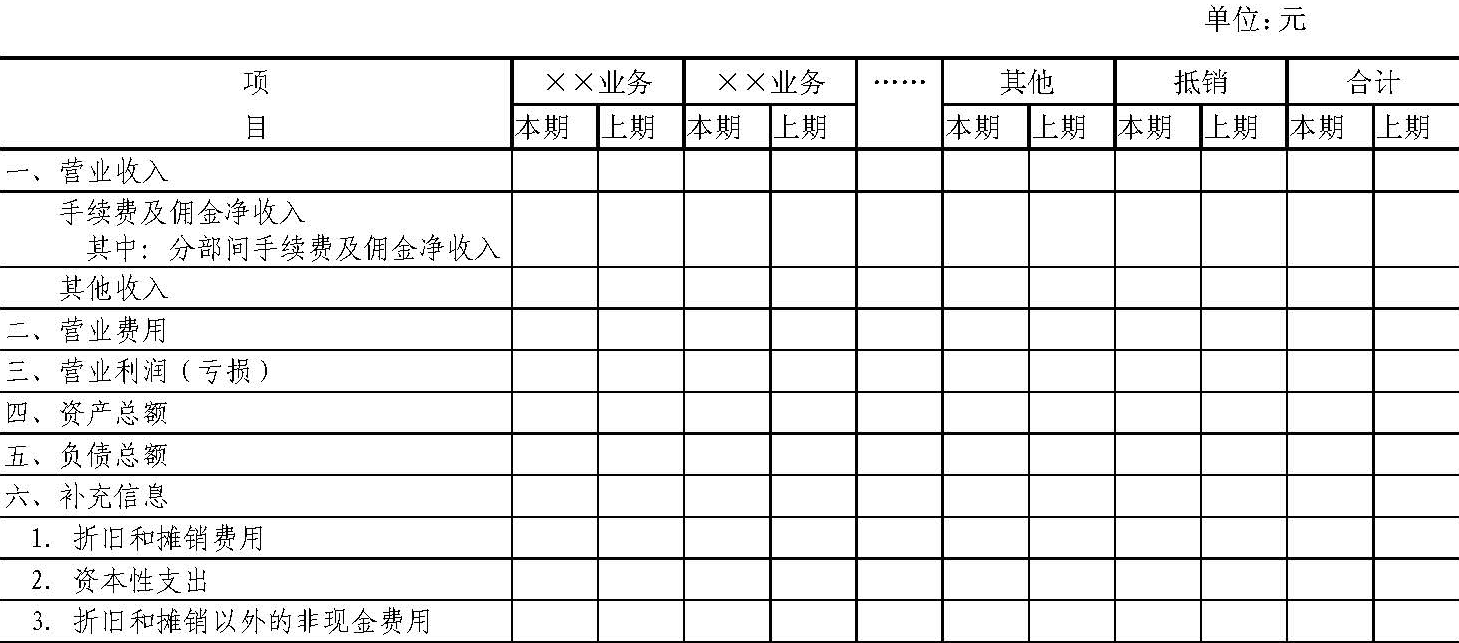 单位:元
项 ××业务 ××业务 …… 其他 抵销 合计
目 本期 上期 本期 上期 本期 上期 本期 上期 本期 上期
一、营业收入
手续费及佣金净收入
其中: 分部间手续费及佣金净收入
其他收入
二、营业费用
三、营业利润(亏损)
四、资产总额
五、负债总额
六、补充信息
1. 折旧和摊销费用
2. 资本性支出
3. 折旧和摊销以外的非现金费用